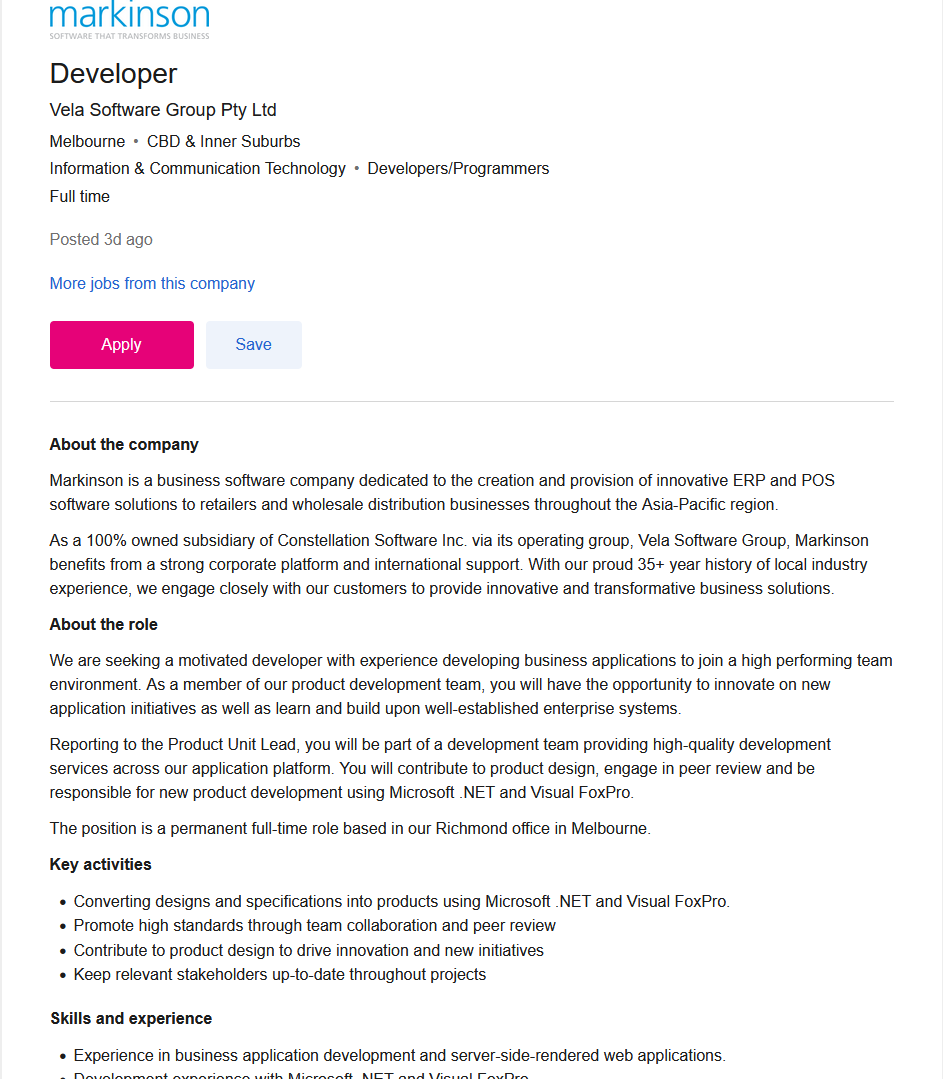 markinson
SOFTWARE THAT TRANSFORMS BUSINESS
Developer
Vela Software Group Pty Ltd
Melbourne • CBD & Inner Suburbs
Information & Communication Technology • Developers/Programmers
Full time
Posted 3d ago
More jobs from this company
Apply Save
About the company
Markinson is a business software company dedicated to the creation and provision of innovative ERP and POS
software solutions to retailers and wholesale distribution businesses throughout the Asia-Pacific region.
As a 100% owned subsidiary of Constellation Software Inc. via its operating group, Vela Software Group, Markinson
benefits from a strong corporate platform and international support. With our proud 35+ year history of local industry
experience, we engage closely with our customers to provide innovative and transformative business solutions.
About the role
We are seeking a motivated developer with experience developing business applications to join a high performing team
environment. As a member of our product development team, you will have the opportunity to innovate on new
application initiatives as well as learn and build upon well-established enterprise systems.
Reporting to the Product Unit Lead, you will be part of a development team providing high-quality development
services across our application platform. You will contribute to product design, engage in peer review and be
responsible for new product development using Microsoft .NET and Visual FoxPro.
The position is a permanent full-time role based in our Richmond office in Melbourne.
Key activities
• Converting designs and specifications into products using Microsoft .NET and Visual FoxPro.
• Promote high standards through team collaboration and peer review
• Contribute to product design to drive innovation and new initiatives
• Keep relevant stakeholders up-to-date throughout projects
Skills and experience
• Experience in business application development and server-side-rendered web applications.
• Development experience with Microsoft .NET and Visual FoxPro